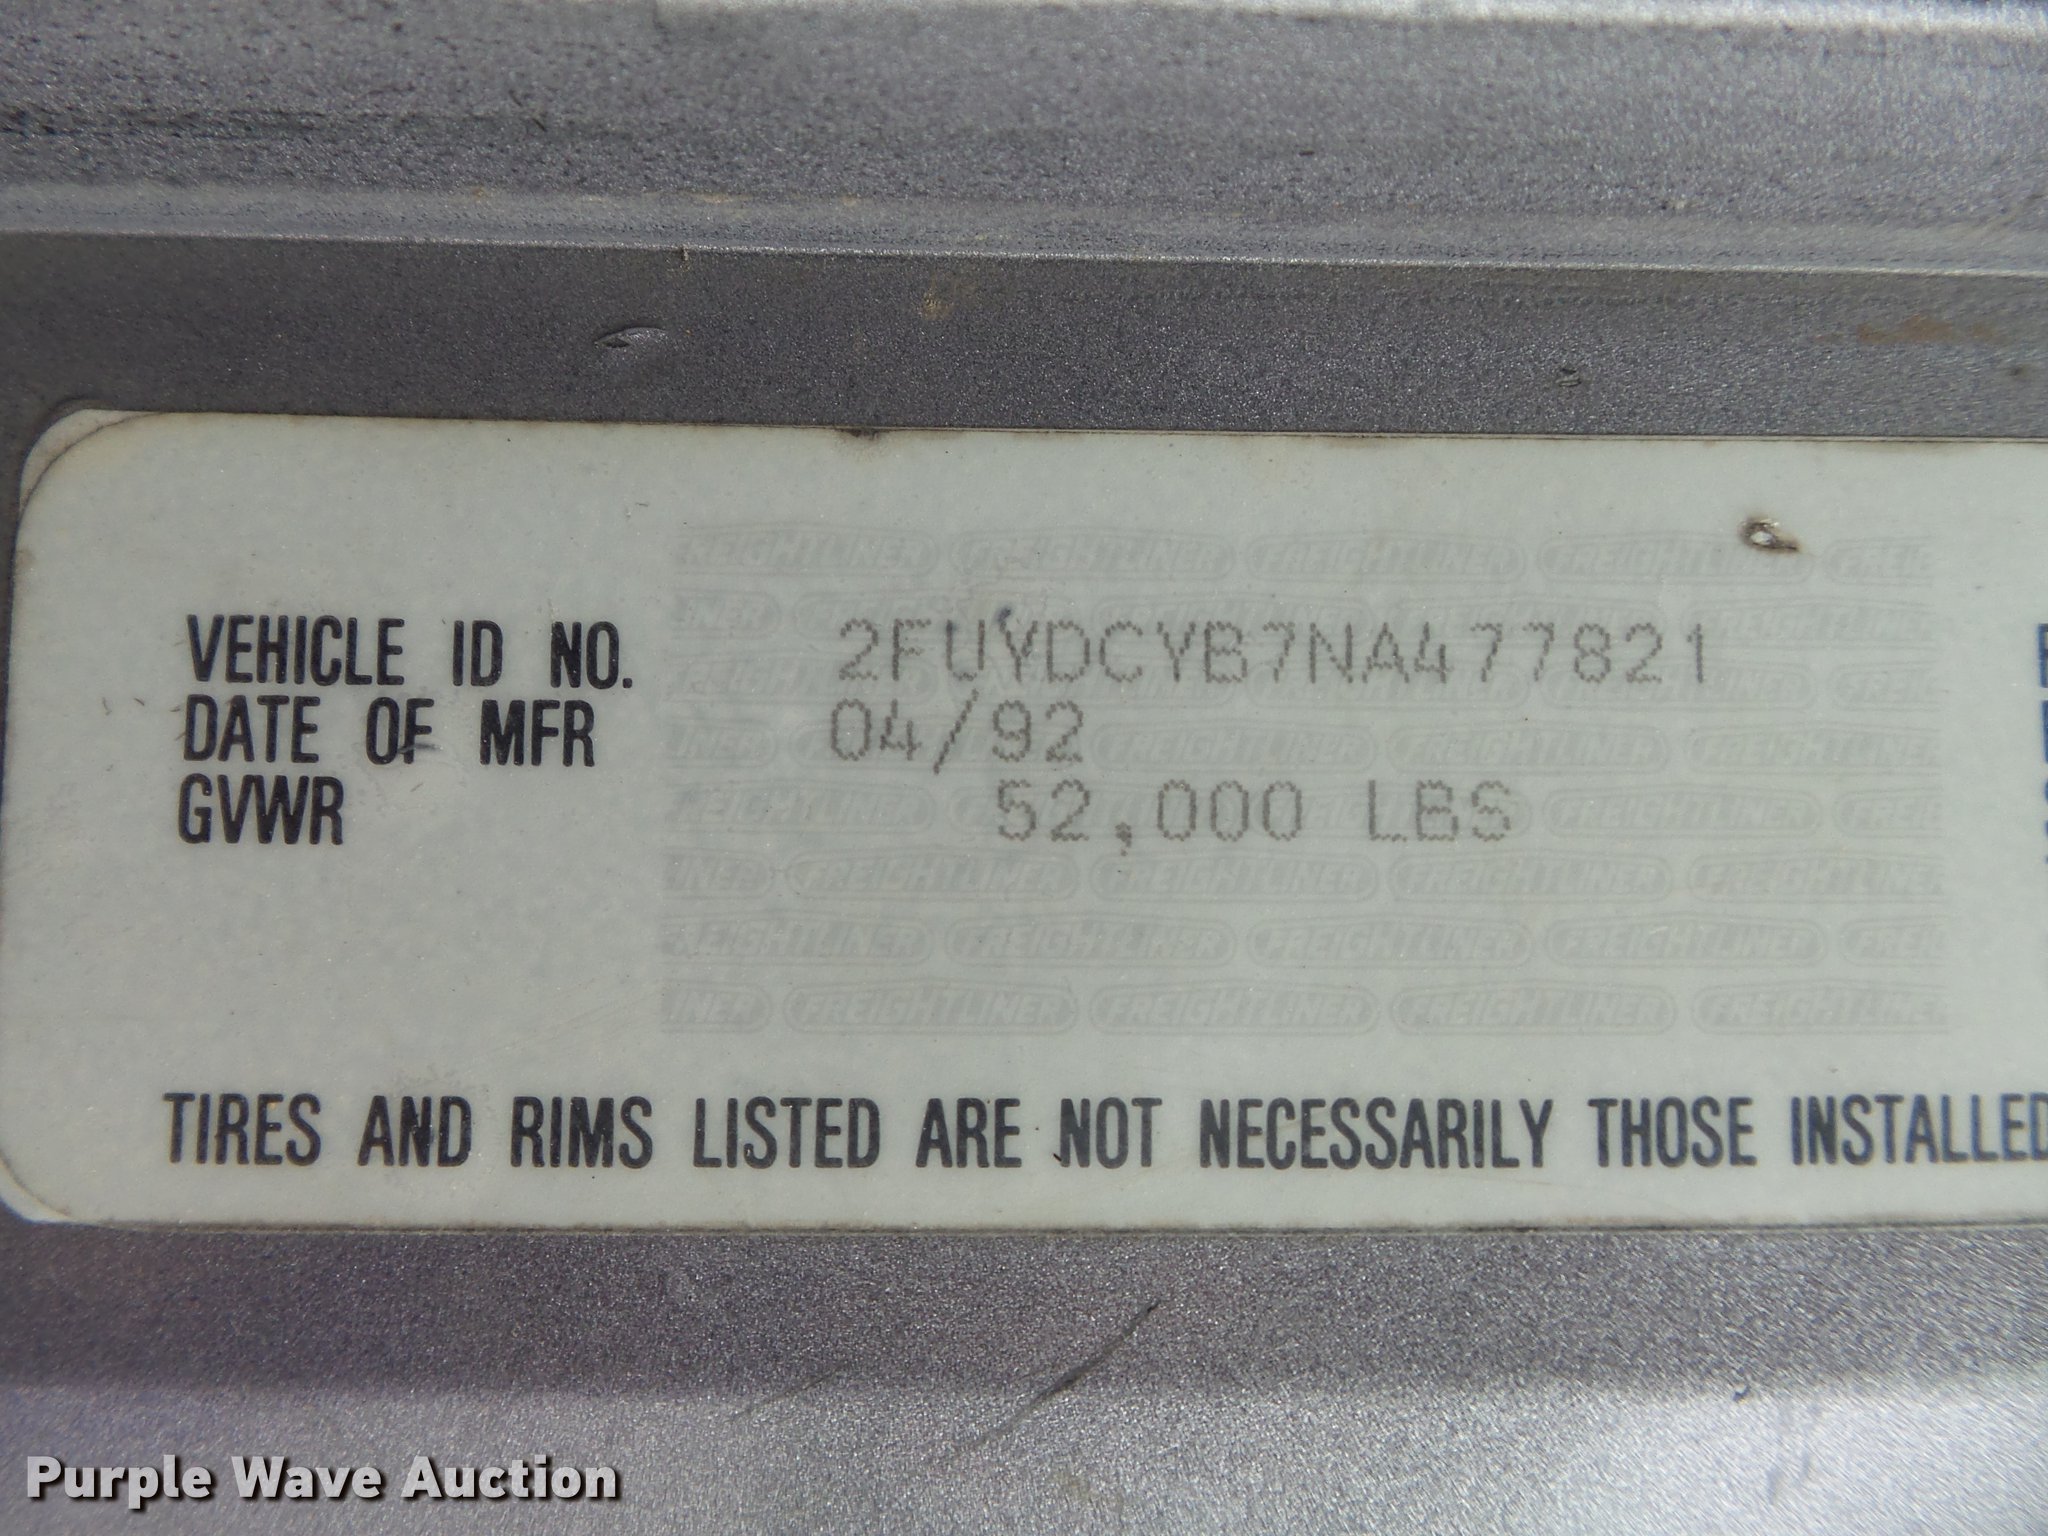 VEHICLE ID NO. 2FUYDCYB7NA477821
DATE OF MFR 04/92
GVWR 52,000 LBS
TIRES AND RIMS LISTED ARE NOT NECESSARILY THOSE INSTALLED
Purple Wave Auction